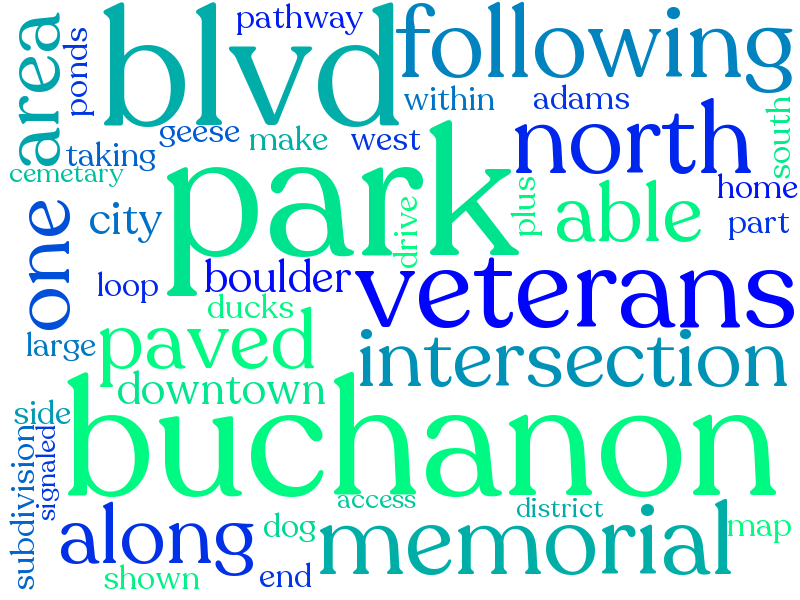 pathway
blvd
following
area
ponds
within
adams
geese
make
west
north
south
taking
cemetary
park
home
plus
able
part
city
drive
one
loop
boulder
veterans
ducks
large
paved
intersection
downtown
buchanon
side
subdivision
signaled
access
district
along
dog
memorial
map
shown
end